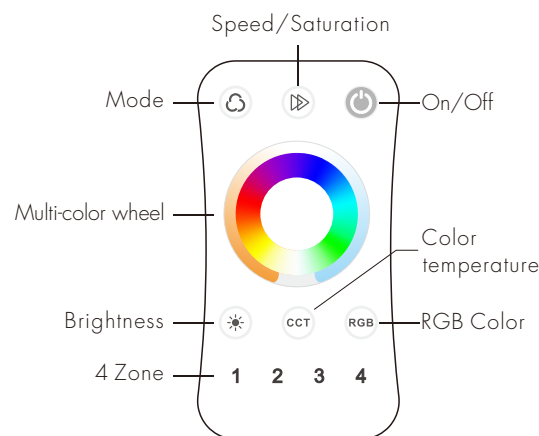 Speed/Saturation
Mode
On/Off
Multi-color wheel
Color
temperature
Brightness
CCT
RGB
RGB Color
4 Zone
1 2 3 4